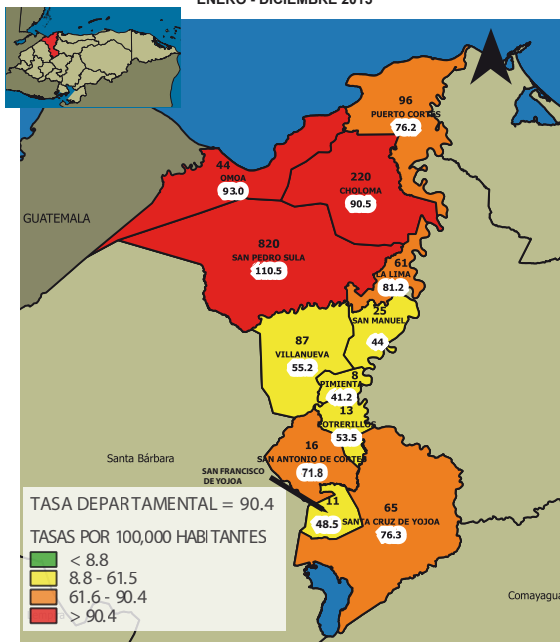 ENERO - DICIEMBRE 2015
96
PUERTO CORTES
76.2
44
OMOA
93.0
220
CHOLOMA
90.5
GUATEMALA
820
SAN PEDRO SULA
110.5
61
LA LIMA
81.2
25
SAN MANUEL
44
87
VILLANUEVA
55.2
8
PIMIENTA
41.2
13
POTRERILLOS
53.5
16
SAN ANTONIO DE CORTES
71.8
Santa Bárbara
SAN FRANCISCO
DE YOJOA
11
48.5
65
SANTA CRUZ DE YOJOA
76.3
TASA DEPARTAMENTAL = 90.4
TASAS POR 100,000 HABITANTES
< 8.8
8.8 - 61.5
61.6 - 90.4
> 90.4
Comayagua